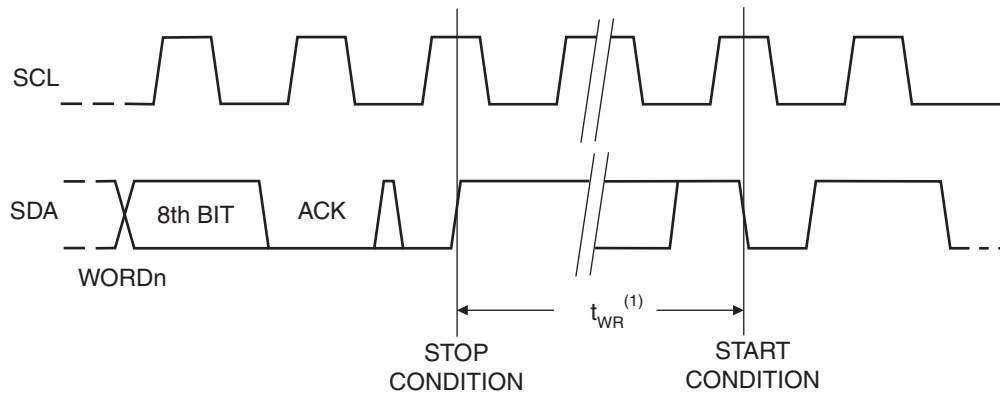 SCL
SDA
8th BIT
ACK
WORDn
tWR(1)
STOP
CONDITION
START
CONDITION